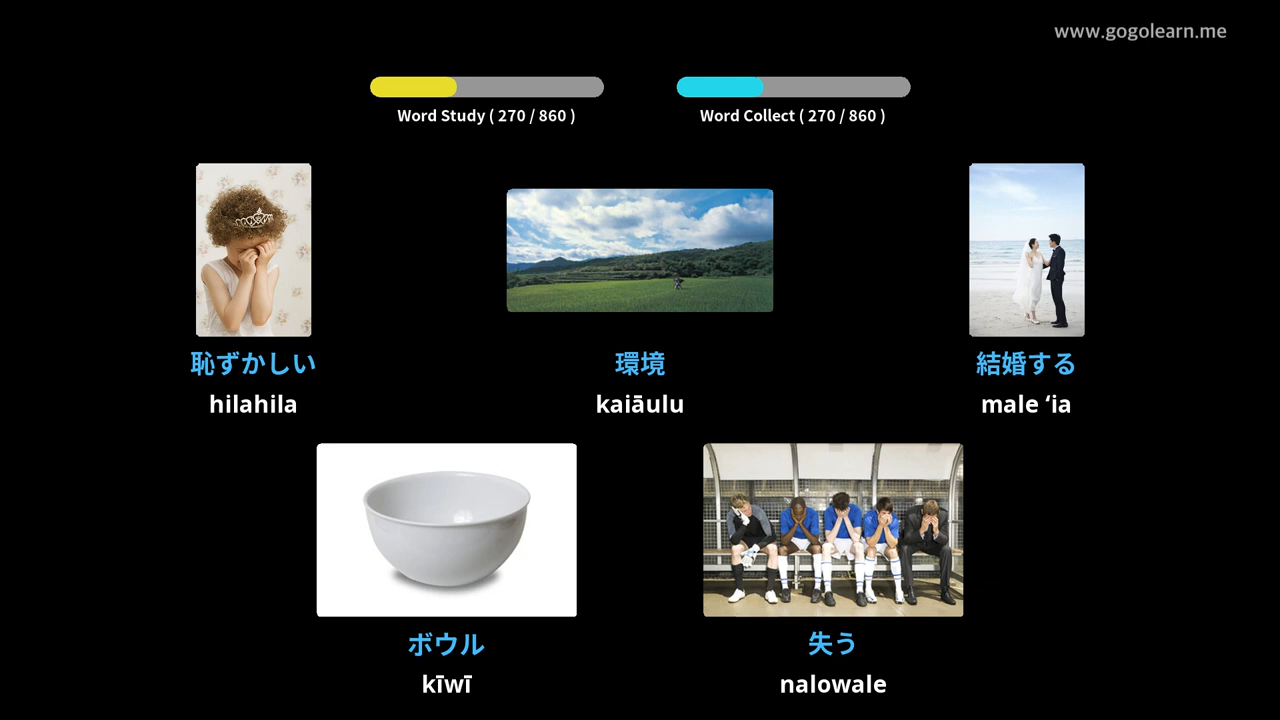 www.gogolearn.me
Word Study ( 270 / 860 )
Word Collect ( 270 / 860 )
恥ずかしい
hilahila
環境
kaiāulu
結婚する
male ‘ia
ボウル
kīwī
失う
nalowale